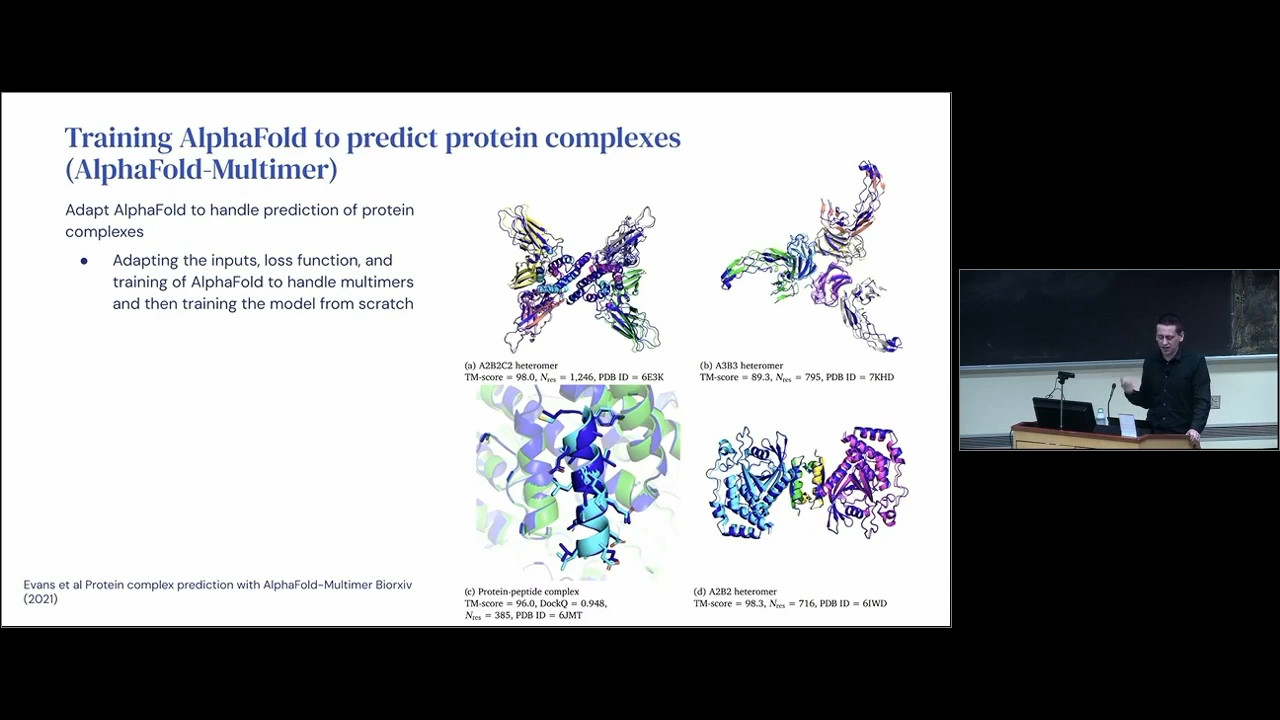 Training AlphaFold to predict protein complexes
(AlphaFold-Multimer)
Adapt AlphaFold to handle prediction of protein
complexes
● Adapting the inputs, loss function, and
training of AlphaFold to handle multimers
and then training the model from scratch
(a) A2B2C2 heteromer
TM-score = 98.0, Nres = 1,246, PDB ID = 6E3K
(b) A3B3 heteromer
TM-score = 89.3, Nres = 795, PDB ID = 7KHD
(c) Protein-peptide complex
TM-score = 96.0, DockQ = 0.948,
Nres = 385, PDB ID = 6JMT
(d) A2B2 heteromer
TM-score = 98.3, Nres = 716, PDB ID = 6IWD
Evans et al Protein complex prediction with AlphaFold-Multimer Biorxiv
(2021)